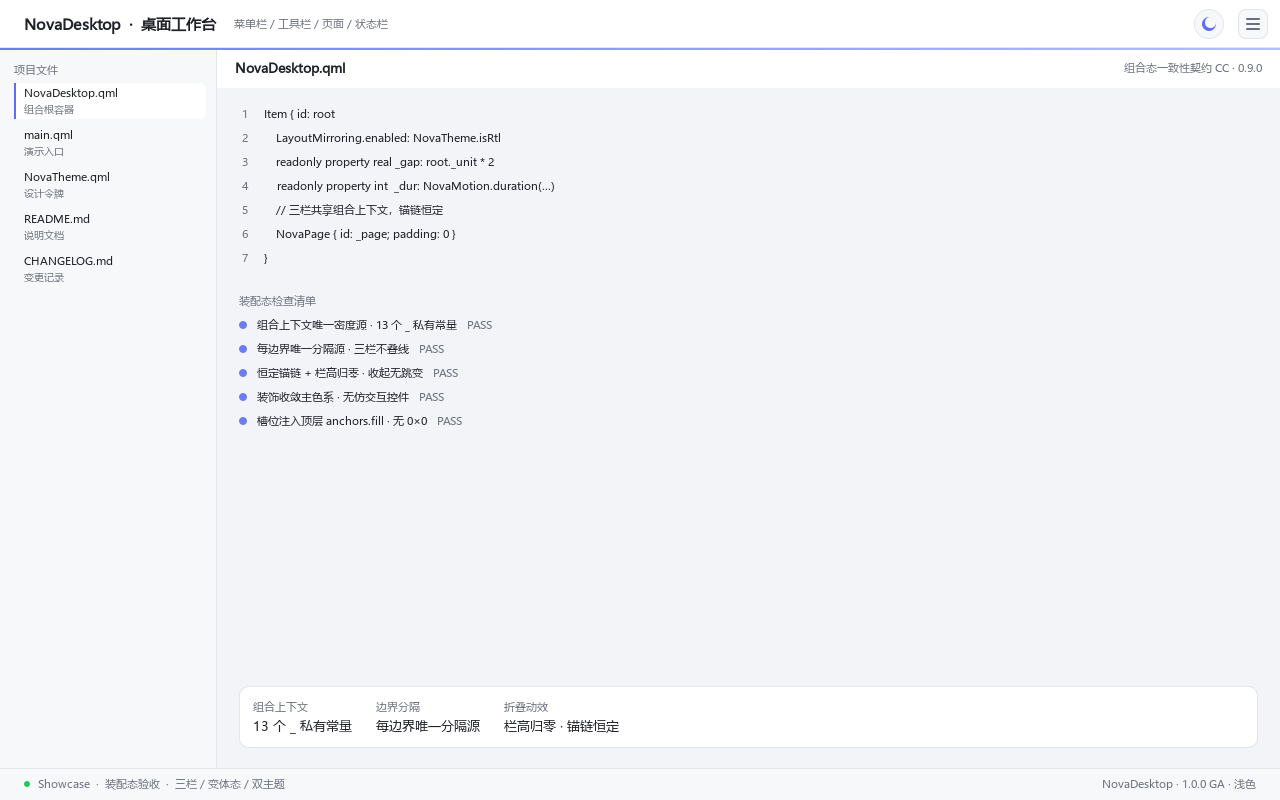 NovaDesktop · 桌面工作台 菜单栏 / 工具栏 / 页面 / 状态栏
项目文件
NovaDesktop.qml
组合根容器
main.qml
演示入口
NovaTheme.qml
设计令牌
README.md
说明文档
CHANGELOG.md
变更记录
NovaDesktop.qml 组合态一致性契约 CC · 0.9.0
1 Item { id: root
2 LayoutMirroring.enabled: NovaTheme.isRtl
3 readonly property real _gap: root._unit * 2
4 readonly property int _dur: NovaMotion.duration(...)
5 // 三栏共享组合上下文，锚链恒定
6 NovaPage { id: _page; padding: 0 }
7 }
装配态检查清单
组合上下文唯一密度源 · 13 个 _ 私有常量 PASS
每边界唯一分隔源 · 三栏不叠线 PASS
恒定锚链 + 栏高归零 · 收起无跳变 PASS
装饰收敛主色系 · 无仿交互控件 PASS
槽位注入顶层 anchors.fill · 无 0×0 PASS
组合上下文 边界分隔 折叠动效
13 个 _ 私有常量 每边界唯一分隔源 栏高归零 · 锚链恒定
Showcase · 装配态验收 · 三栏 / 变体态 / 双主题 NovaDesktop · 1.0.0 GA · 浅色